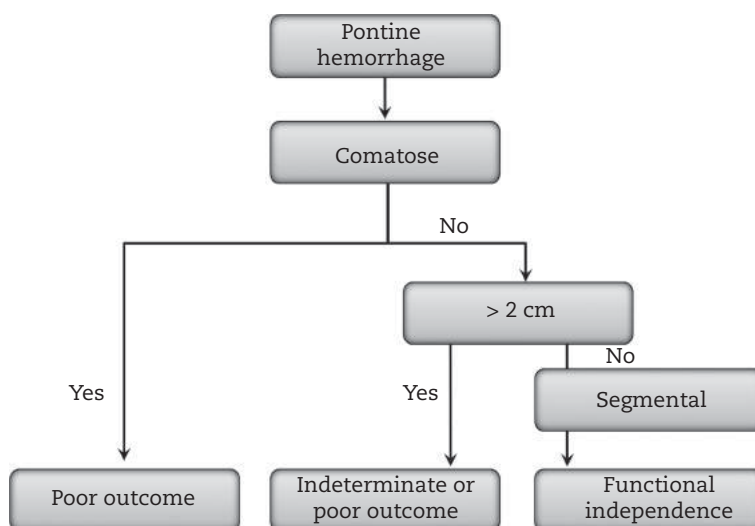 Pontine
hemorrhage
Comatose
No
> 2 cm
No
Yes
Yes
Segmental
Poor outcome
Indeterminate or
poor outcome
Functional
independence